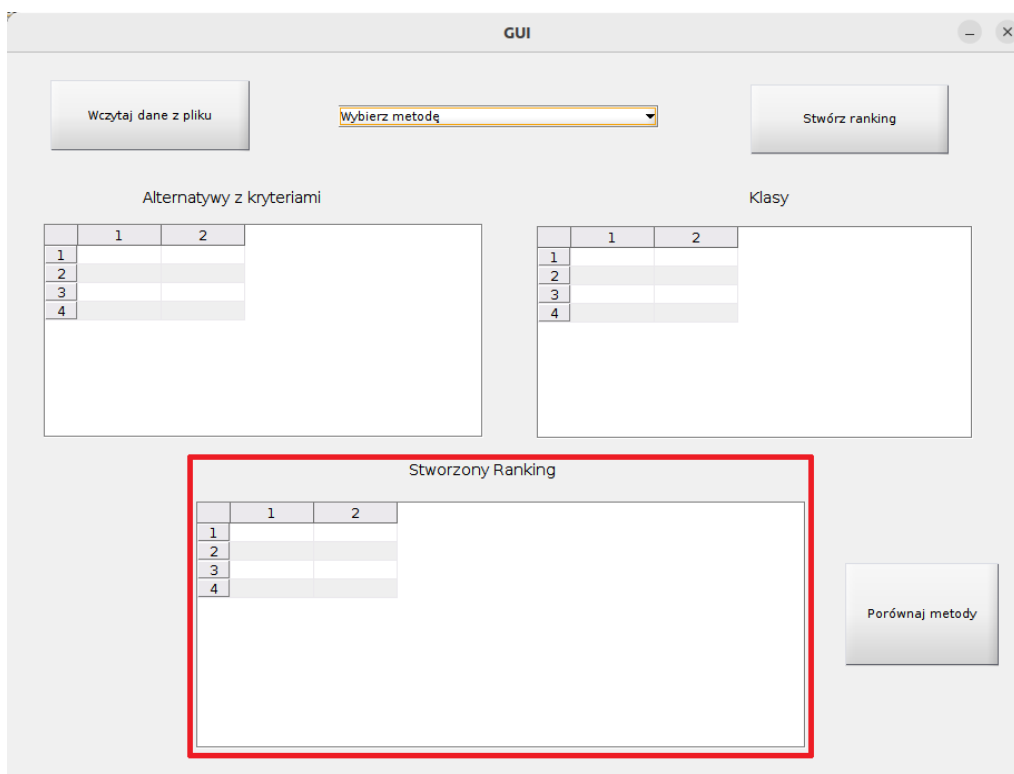 GUI
Wczytaj dane z pliku
Wybierz metodę
Stwórz ranking
Alternatywy z kryteriami
1 2
1
2
3
4
Klasy
1 2
1
2
3
4
Stworzony Ranking
1 2
1
2
3
4
Porównaj metody